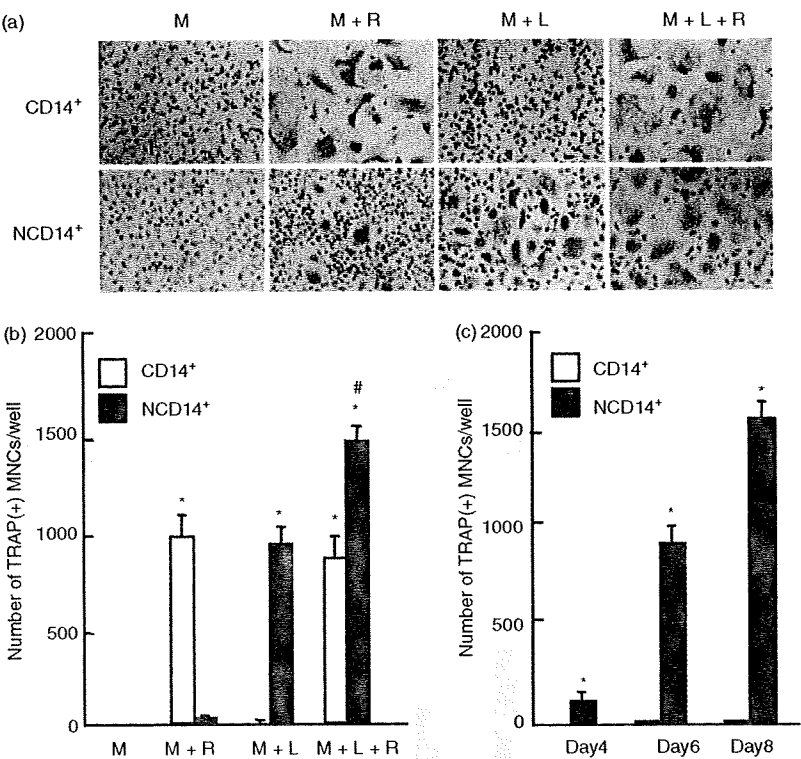 (a)
M M + R M + L M + L + R
CD14⁺
NCD14⁺
(b)
2000
1500
1000
500
0
Number of TRAP(+) MNCs/well
CD14⁺
NCD14⁺
*
*
#
*
*
M M + R M + L M + L + R
(c)
2000
1500
1000
500
0
Number of TRAP(+) MNCs/well
CD14⁺
NCD14⁺
*
*
*
Day4 Day6 Day8